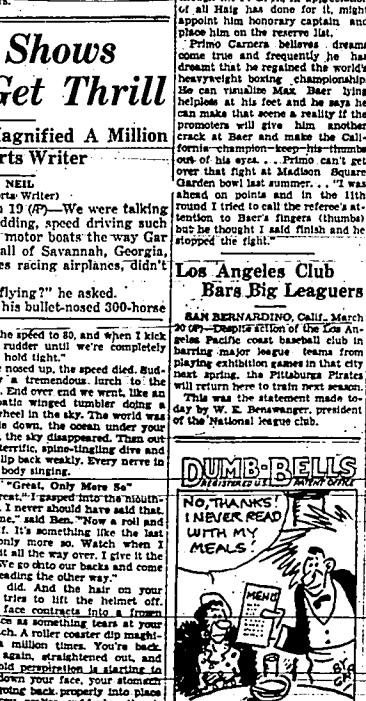 Shows
Get Thrill
Magnified A Million
rts Writer
NEIL
orts Writer)
19 (AP)—We were talking
dding, speed driving such
motor boats the way Gar
all of Savannah, Georgia,
es racing airplanes, didn't
flying?" he asked.
his bullet-nosed 300-horse
he speed to 80, and when I kick
rudder until we're completely
hold tight."
nosed up, the speed died. Sud-
a tremendous lurch to the
End over end we went, like an
batic winged tumbler doing a
wheel in the sky. The world was
le down, the ocean under your
the sky disappeared. Then out
terrific, spine-tingling dive and
lip back weakly. Every nerve in
body singing.
"Great, Only More So"
reat," I gasped into the mouth-
I never should have said that.
ne," said Ben. "Now a roll and
f. It's something like the last
only more so. Watch when I
it all the way over. I give it the
We go onto our backs and come
eading the other way."
did. And the hair on your
tries to lift the helmet off.
face contracts into a frown
as something tears at your
ch. A roller coaster dip magni-
a million times. You're back
again, straightened out, and
old perspiration is starting to
down your face, your stomach
roing back properly into place
of all Haig has done for it, might
appoint him honorary captain and
place him on the reserve list.
Primo Carnera believes dreams
come true and frequently he has
dreamt that he regained the world's
heavyweight boxing championship.
He can visualize Max Baer lying
helpless at his feet and he says he
can make that scene a reality if the
promoters will give him another
crack at Baer and make the Cali-
fornia champion keep his thumbs
out of his eyes. . . . Primo can't get
over that fight at Madison Square
Garden bowl last summer. . . "I was
ahead on points and in the 11th
round I tried to call the referee's at-
tention to Baer's fingers (thumbs)
but he thought I said finish and he
stopped the fight."
Los Angeles Club
Bars Big Leaguers
SAN BERNARDINO, Calif., March
20 (AP)—Despite action of the Los An-
geles Pacific coast baseball club in
barring major league teams from
playing exhibition games in that city
next spring, the Pittsburg Pirates
will return here to train next season.
This was the statement made to-
day by W. E. Benswanger, president
of the National league club.
DUMB-BELLS
REGISTERED U.S. PATENT OFFICE
NO, THANKS!
I NEVER READ
WITH MY
MEALS!
MENU